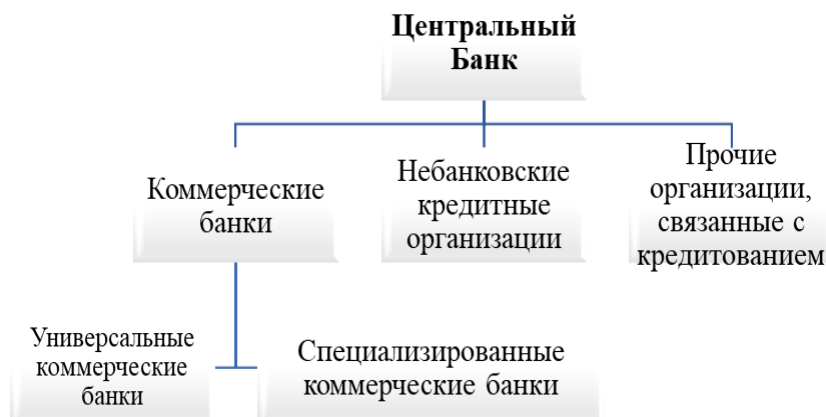 Центральный
Банк
Коммерческие
банки
Небанковские
кредитные
организации
Прочие
организации,
связанные с
кредитованием
Универсальные
коммерческие
банки
Специализированные
коммерческие банки